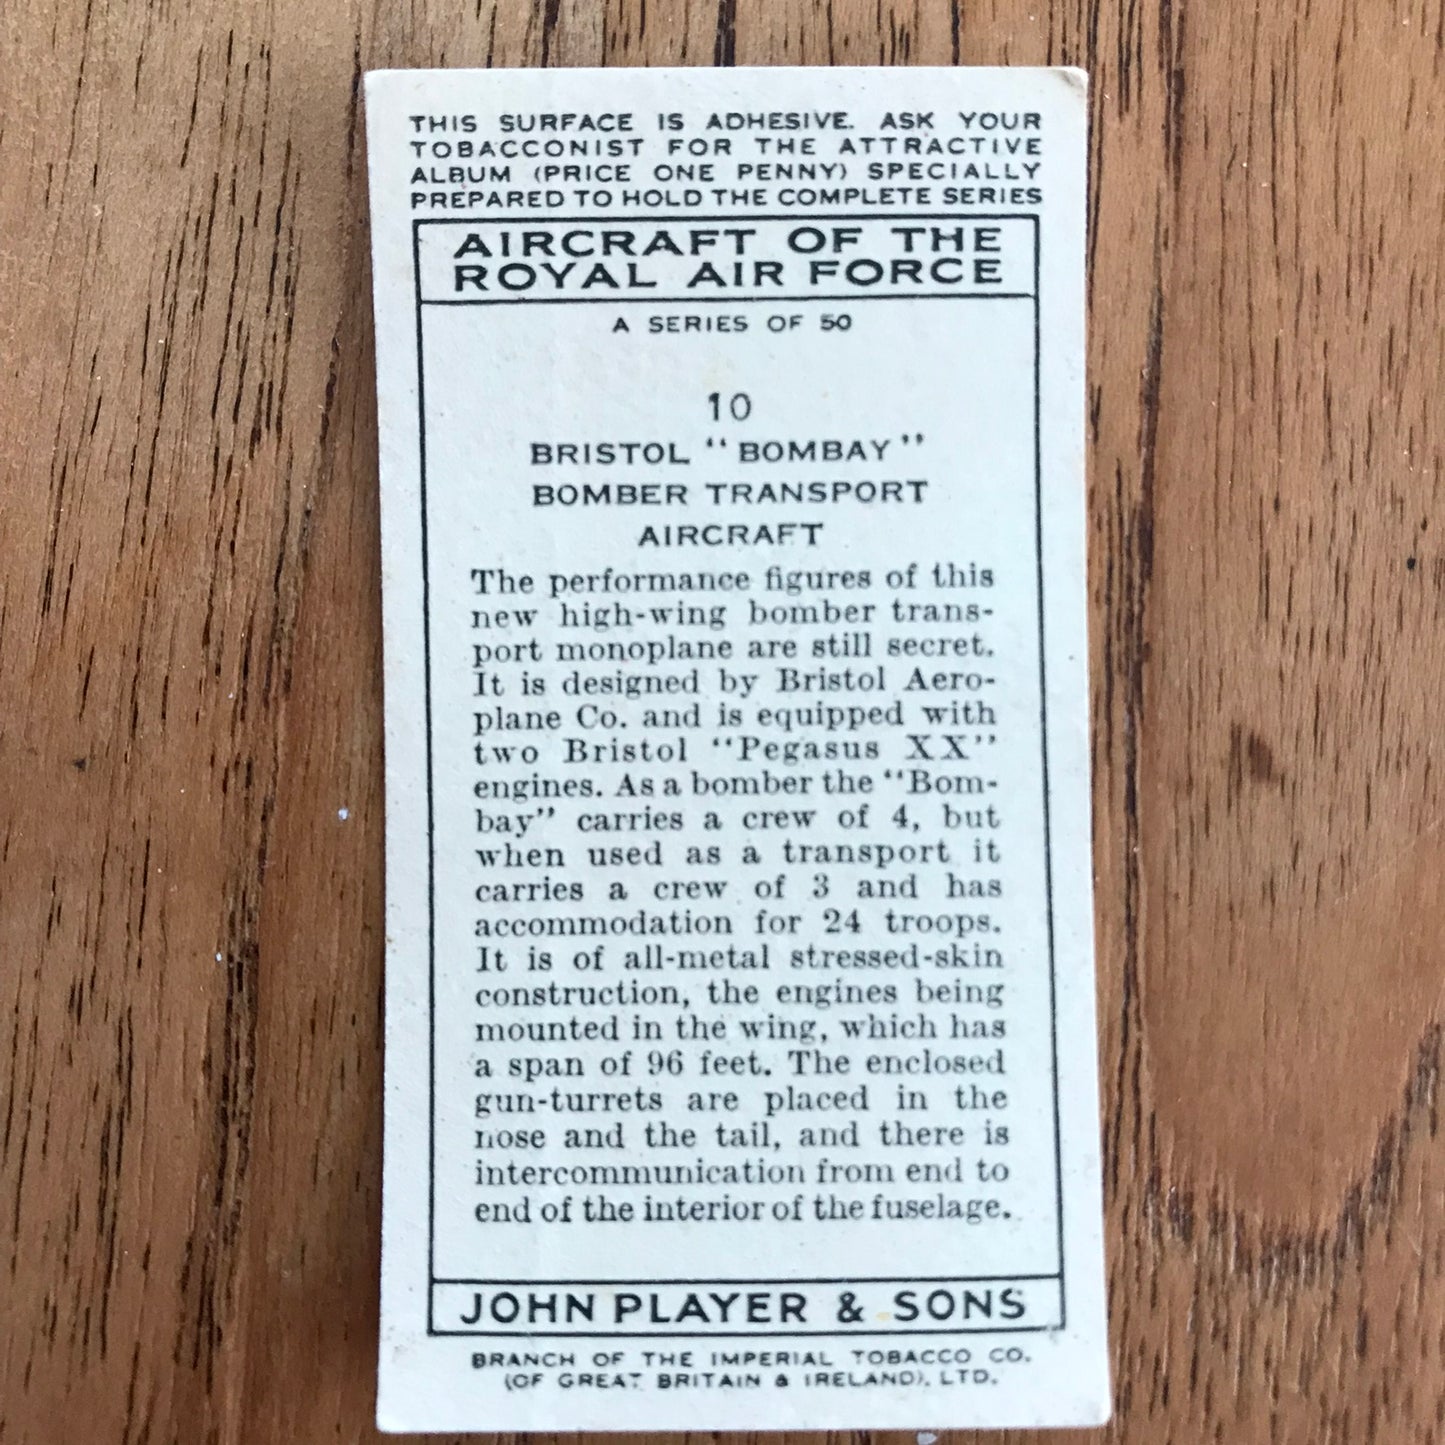 THIS SURFACE IS ADHESIVE. ASK YOUR
TOBACCONIST FOR THE ATTRACTIVE
ALBUM (PRICE ONE PENNY) SPECIALLY
PREPARED TO HOLD THE COMPLETE SERIES
AIRCRAFT OF THE
ROYAL AIR FORCE
A SERIES OF 50
10
BRISTOL "BOMBAY"
BOMBER TRANSPORT
AIRCRAFT
The performance figures of this
new high-wing bomber trans-
port monoplane are still secret.
It is designed by Bristol Aero-
plane Co. and is equipped with
two Bristol "Pegasus XX"
engines. As a bomber the "Bom-
bay" carries a crew of 4, but
when used as a transport it
carries a crew of 3 and has
accommodation for 24 troops.
It is of all-metal stressed-skin
construction, the engines being
mounted in the wing, which has
a span of 96 feet. The enclosed
gun-turrets are placed in the
nose and the tail, and there is
intercommunication from end to
end of the interior of the fuselage.
JOHN PLAYER & SONS
BRANCH OF THE IMPERIAL TOBACCO CO.
(OF GREAT BRITAIN & IRELAND), LTD.